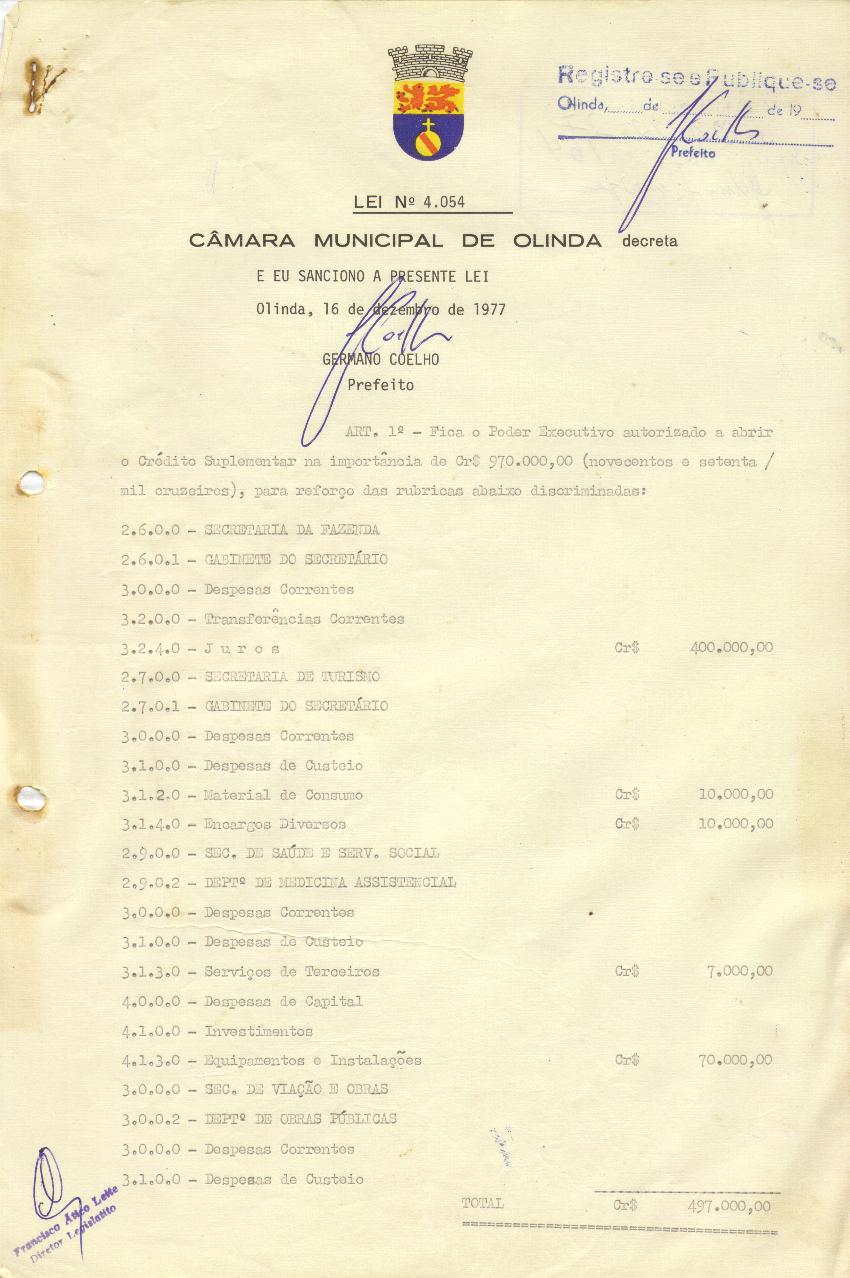 Registre-se e Publique-se
Olinda, de de 19
Prefeito
LEI Nº 4.054
CÂMARA MUNICIPAL DE OLINDA decreta
E EU SANCIONO A PRESENTE LEI
Olinda, 16 de dezembro de 1977
GERMANO COELHO
Prefeito
ART. 1º - Fica o Poder Executivo autorizado a abrir
o Crédito Suplementar na importância de Cr$ 970.000,00 (novecentos e setenta /
mil cruzeiros), para reforço das rubricas abaixo discriminadas:
2.6.0.0 - SECRETARIA DA FAZENDA
2.6.0.1 - GABINETE DO SECRETÁRIO
3.0.0.0 - Despesas Correntes
3.2.0.0 - Transferências Correntes
3.2.4.0 - J u r o s Cr$ 400.000,00
2.7.0.0 - SECRETARIA DE TURISMO
2.7.0.1 - GABINETE DO SECRETÁRIO
3.0.0.0 - Despesas Correntes
3.1.0.0 - Despesas de Custeio
3.1.2.0 - Material de Consumo Cr$ 10.000,00
3.1.4.0 - Encargos Diversos Cr$ 10.000,00
2.9.0.0 - SEC. DE SAÚDE E SERV. SOCIAL
2.9.0.2 - DEPTº DE MEDICINA ASSISTENCIAL
3.0.0.0 - Despesas Correntes
3.1.0.0 - Despesas de Custeio
3.1.3.0 - Serviços de Terceiros Cr$ 7.000,00
4.0.0.0 - Despesas de Capital
4.1.0.0 - Investimentos
4.1.3.0 - Equipamentos e Instalações Cr$ 70.000,00
3.0.0.0 - SEC. DE VIAÇÃO E OBRAS
3.0.0.2 - DEPTº DE OBRAS PÚBLICAS
3.0.0.0 - Despesas Correntes
3.1.0.0 - Despesas de Custeio
TOTAL Cr$ 497.000,00
Francisco Ático Leite
Diretor Legislativo